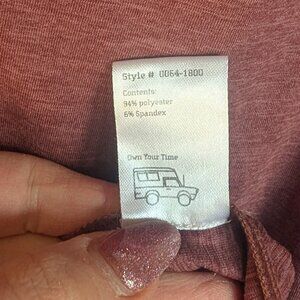 Style # 0064-1800
Contents:
94% polyester
6% Spandex
Own Your Time